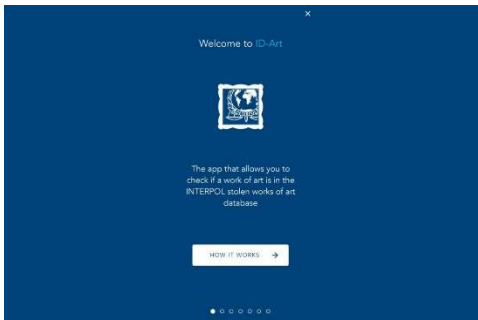 Welcome to ID-Art
The app that allows you to
check if a work of art is in the
INTERPOL stolen works of art
database
HOW IT WORKS